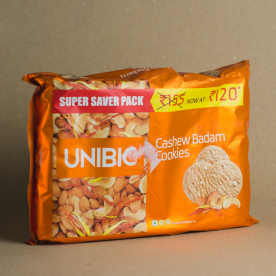 SUPER SAVER PACK
₹155 NOW AT ₹120*
UNIBIC
Cashew Badam
Cookies